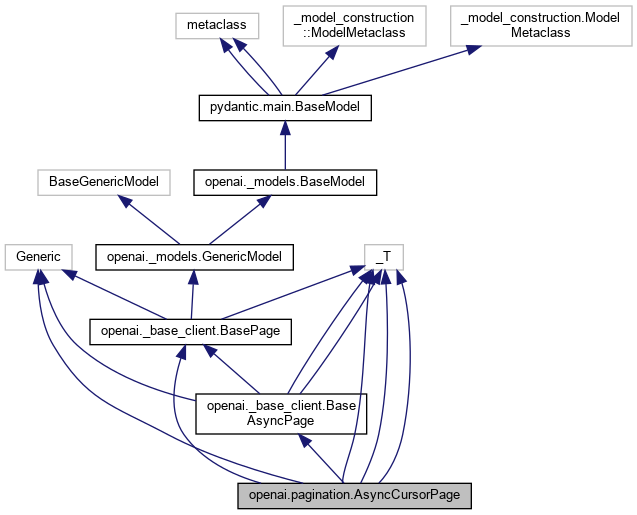 metaclass
_model_construction
::ModelMetaclass
_model_construction.Model
Metaclass
pydantic.main.BaseModel
BaseGenericModel
openai._models.BaseModel
Generic
openai._models.GenericModel
_T
openai._base_client.BasePage
openai._base_client.Base
AsyncPage
openai.pagination.AsyncCursorPage